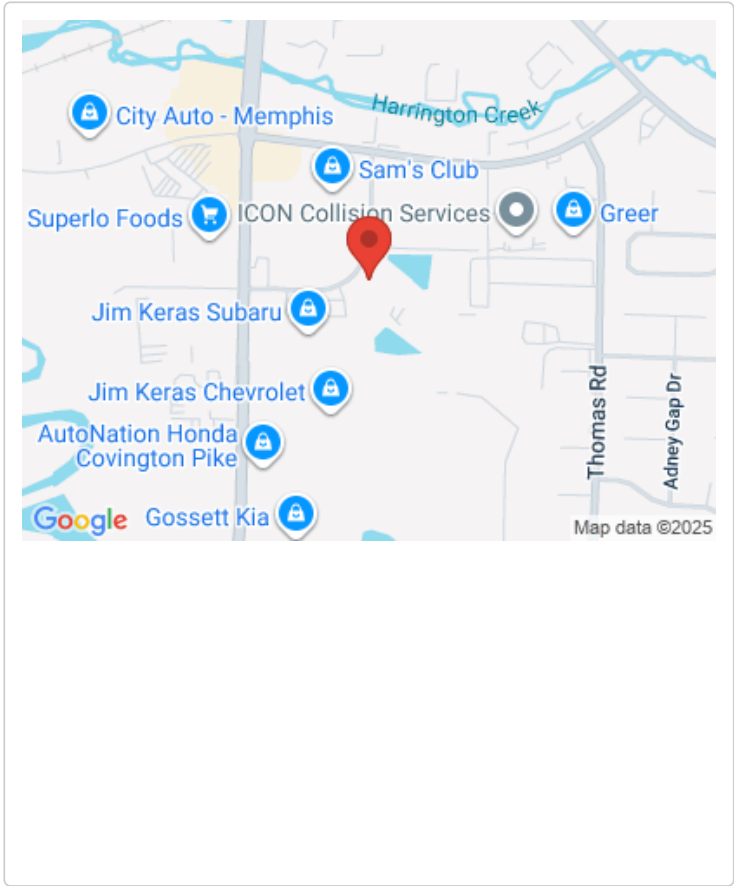 Harrington Creek
City Auto - Memphis
Sam's Club
Superlo Foods
ICON Collision Services
Greer
Jim Keras Subaru
Jim Keras Chevrolet
Thomas Rd
Adney Gap Dr
AutoNation Honda
Covington Pike
Gossett Kia
Google
Map data ©2025